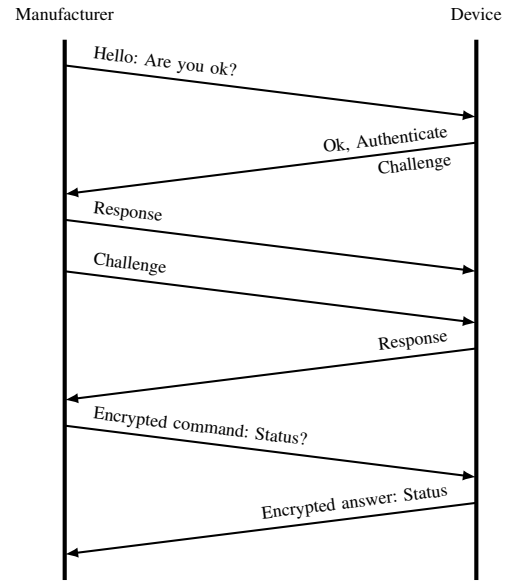 Manufacturer
Device
Hello: Are you ok?
Ok, Authenticate
Challenge
Response
Challenge
Response
Encrypted command: Status?
Encrypted answer: Status